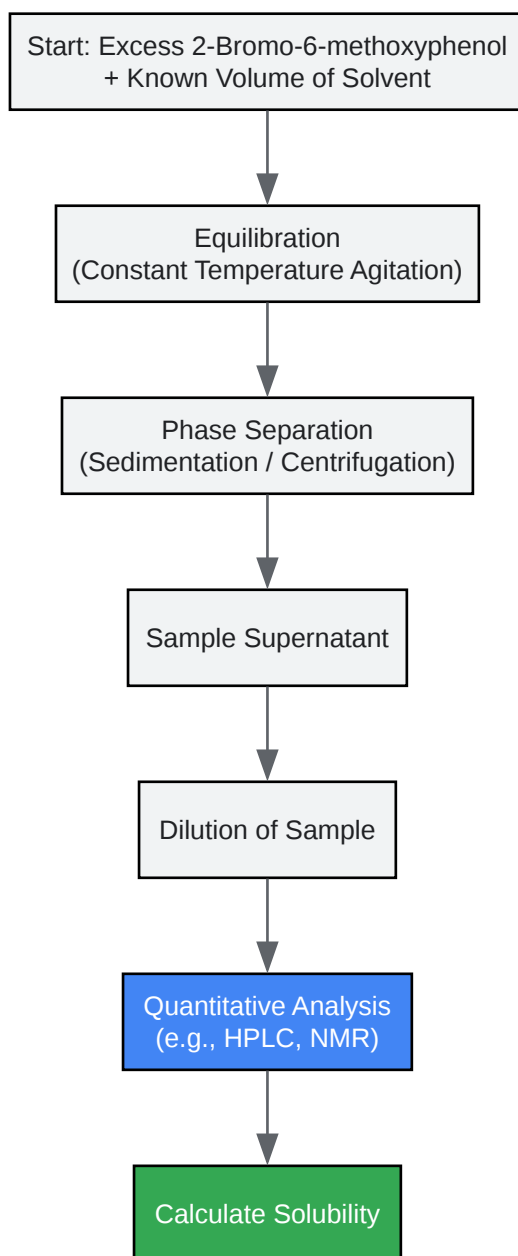 Start: Excess 2-Bromo-6-methoxyphenol
+ Known Volume of Solvent
Equilibration
(Constant Temperature Agitation)
Phase Separation
(Sedimentation / Centrifugation)
Sample Supernatant
Dilution of Sample
Quantitative Analysis
(e.g., HPLC, NMR)
Calculate Solubility